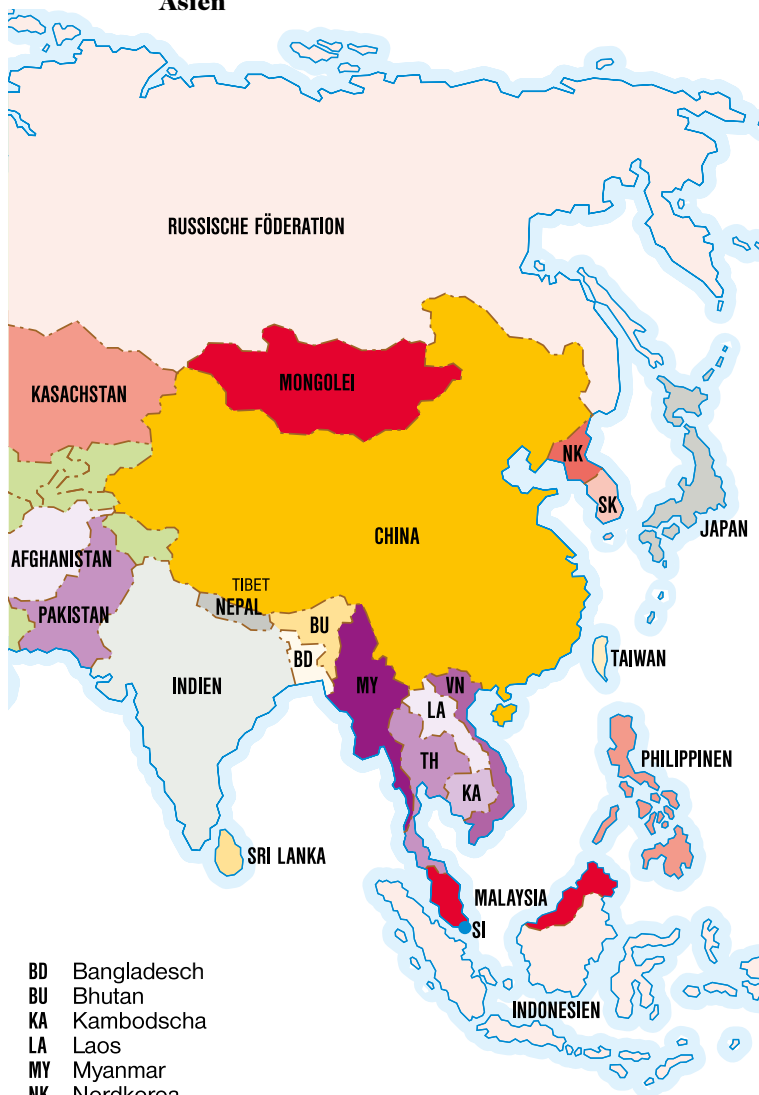 Asien
RUSSISCHE FÖDERATION
KASACHSTAN
MONGOLEI
NK
SK
CHINA
JAPAN
AFGHANISTAN
TIBET
NEPAL
PAKISTAN
BU
BD
TAIWAN
INDIEN
MY
VN
LA
TH
PHILIPPINEN
KA
SRI LANKA
MALAYSIA
SI
INDONESIEN
BD Bangladesch
BU Bhutan
KA Kambodscha
LA Laos
MY Myanmar
NK Nordkorea